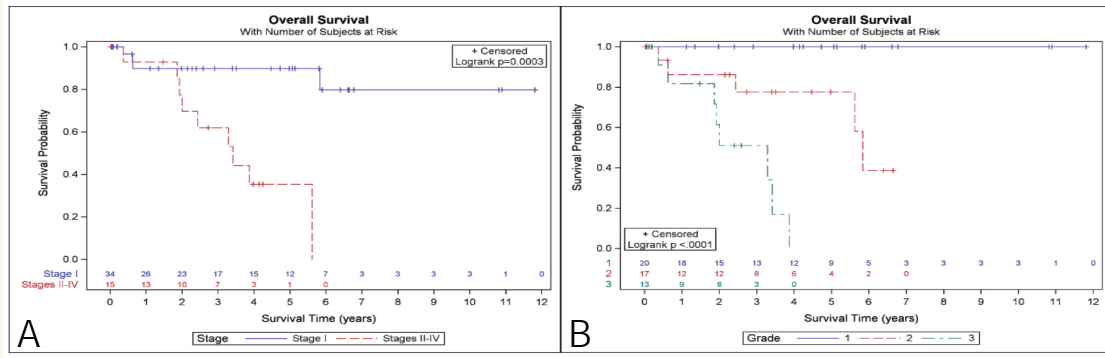 Overall Survival
With Number of Subjects at Risk
+ Censored
Logrank p=0.0003
1.0
0.8
0.6
0.4
0.2
0.0
Survival Probability
Stage I 34 26 23 17 15 12 7 3 3 3 3 1 0
Stages II-IV 15 13 10 7 3 1 0
0 1 2 3 4 5 6 7 8 9 10 11 12
Survival Time (years)
Stage Stage I Stages II-IV
A
Overall Survival
With Number of Subjects at Risk
1.0
0.8
0.6
0.4
0.2
0.0
Survival Probability
+ Censored
Logrank p <.0001
1 20 18 15 13 12 9 5 3 3 3 3 1 0
2 17 12 12 8 6 4 2 0
3 13 9 6 3 0
0 1 2 3 4 5 6 7 8 9 10 11 12
Survival Time (years)
Grade 1 2 3
B